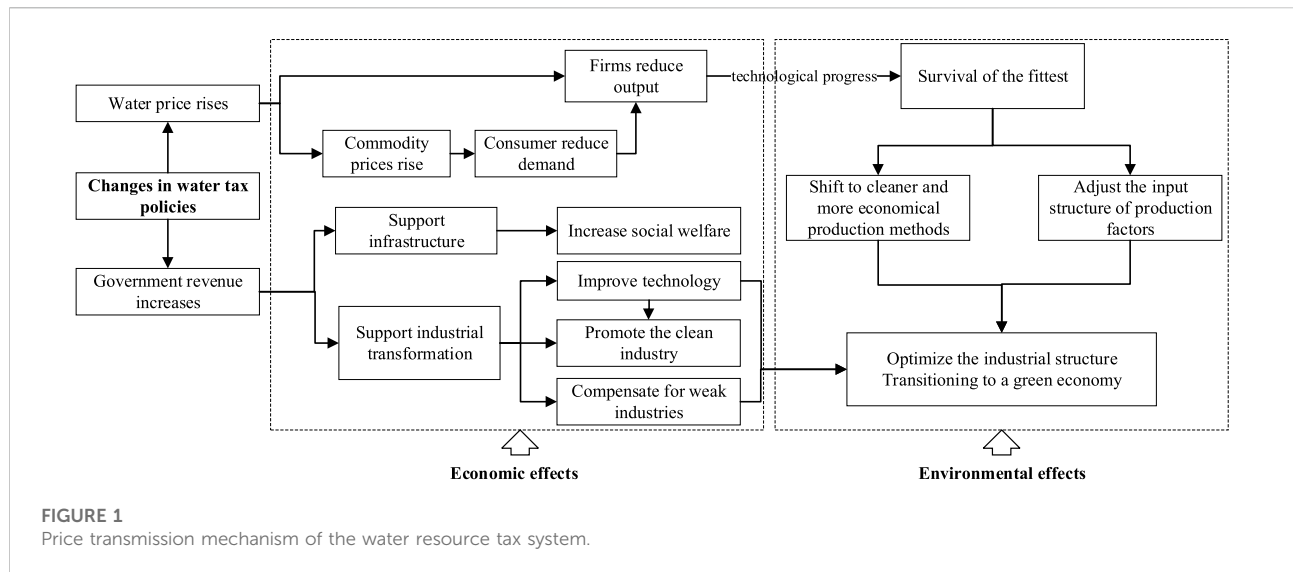 Water price rises
Changes in water tax
policies
Government revenue
increases
Firms reduce
output
Commodity
prices rise
Consumer reduce
demand
Support
infrastructure
Increase social welfare
Support industrial
transformation
Improve technology
Promote the clean
industry
Compensate for weak
industries
Economic effects
technological progress
Survival of the fittest
Shift to cleaner and
more economical
production methods
Adjust the input
structure of production
factors
Optimize the industrial structure
Transitioning to a green economy
Environmental effects
FIGURE 1
Price transmission mechanism of the water resource tax system.